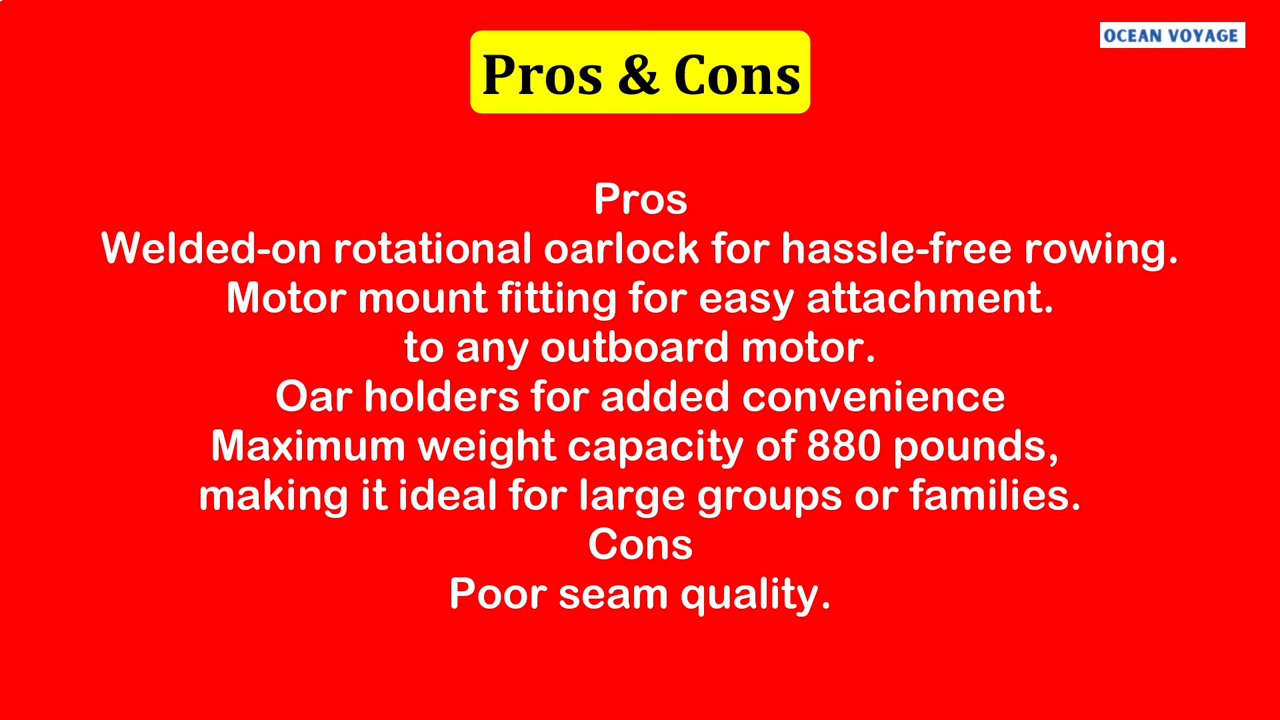 OCEAN VOYAGE
Pros & Cons
Pros
Welded-on rotational oarlock for hassle-free rowing.
Motor mount fitting for easy attachment.
to any outboard motor.
Oar holders for added convenience
Maximum weight capacity of 880 pounds,
making it ideal for large groups or families.
Cons
Poor seam quality.